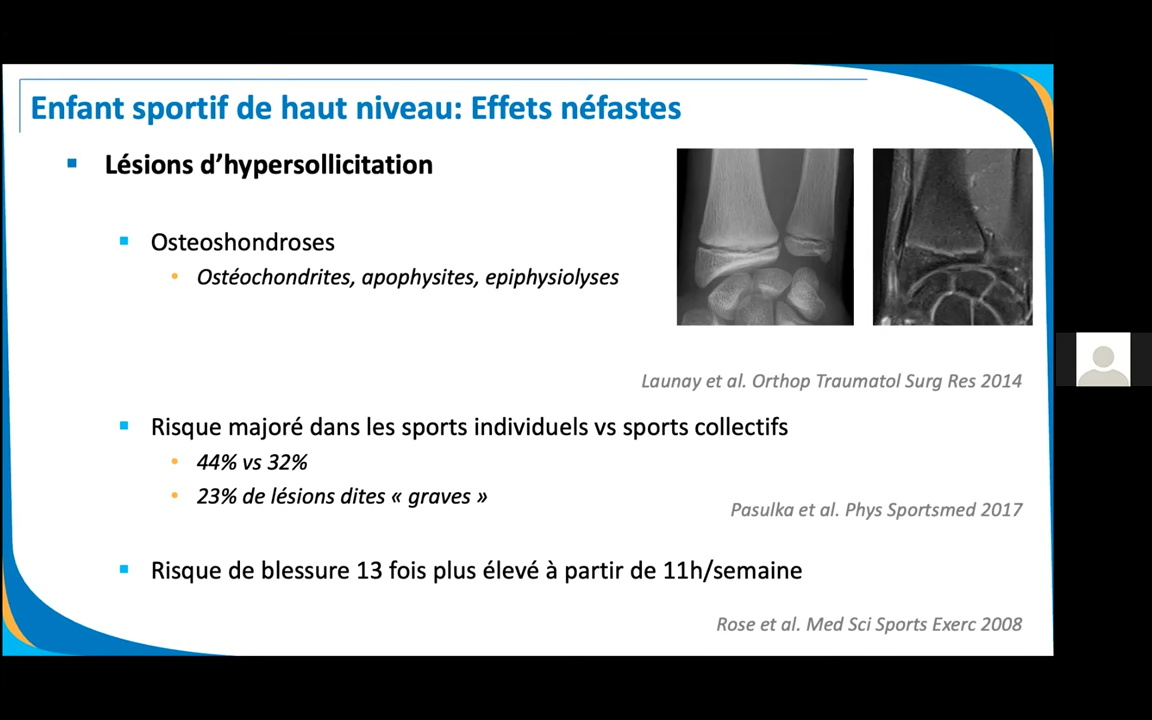 Enfant sportif de haut niveau: Effets néfastes
Lésions d’hypersollicitation
Osteoshondroses
Ostéochondrites, apophysites, epiphysiolyses
Launay et al. Orthop Traumatol Surg Res 2014
Risque majoré dans les sports individuels vs sports collectifs
44% vs 32%
23% de lésions dites « graves »
Pasulka et al. Phys Sportsmed 2017
Risque de blessure 13 fois plus élevé à partir de 11h/semaine
Rose et al. Med Sci Sports Exerc 2008